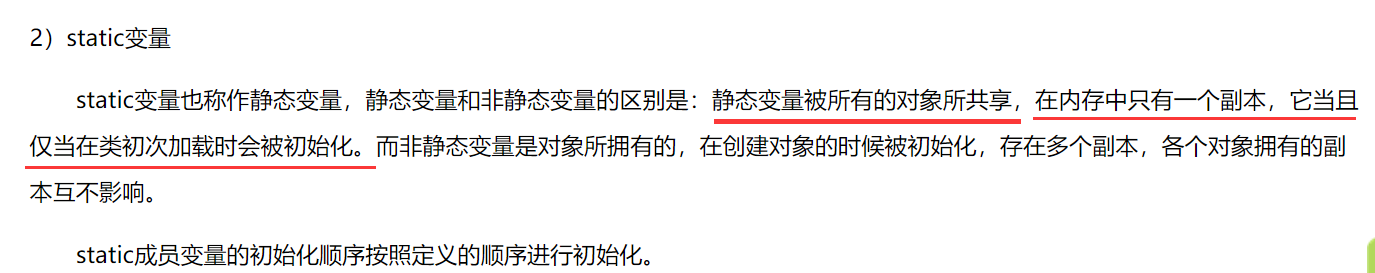 2）static变量
static变量也称作静态变量，静态变量和非静态变量的区别是：静态变量被所有的对象所共享，在内存中只有一个副本，它当且
仅当在类初次加载时会被初始化。而非静态变量是对象所拥有的，在创建对象的时候被初始化，存在多个副本，各个对象拥有的副
本互不影响。
static成员变量的初始化顺序按照定义的顺序进行初始化。